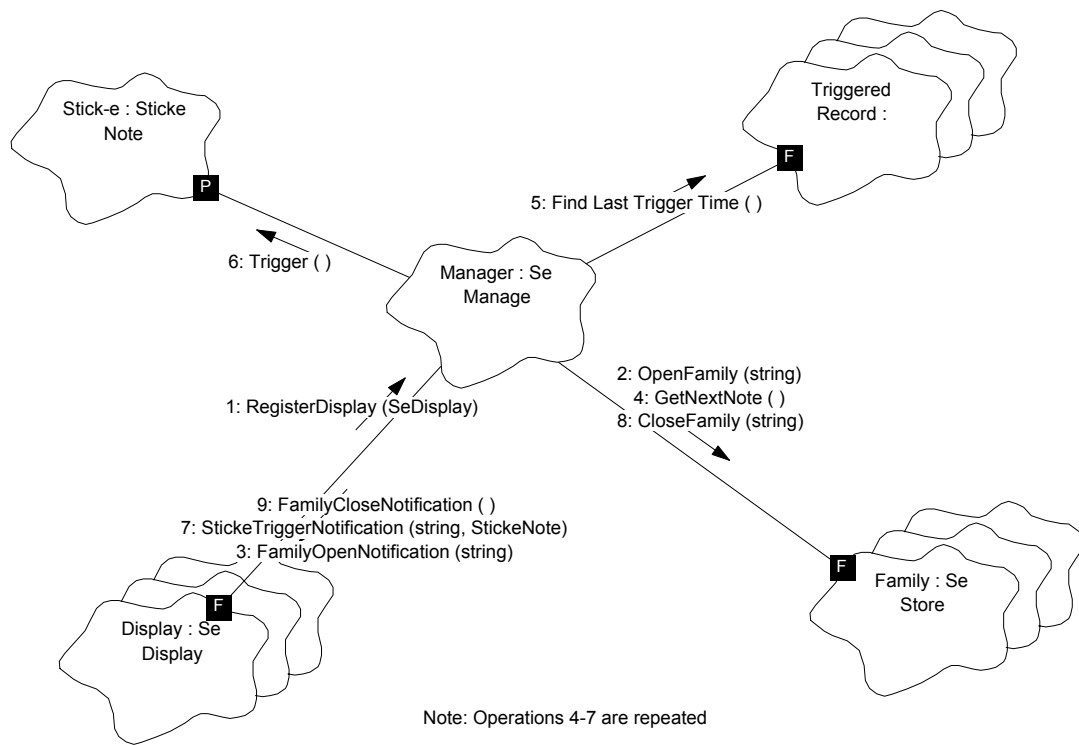 Triggered
Record :
Stick-e : Sticke
Note
F
P
5: Find Last Trigger Time ( )
6: Trigger ( )
Manager : Se
Manage
2: OpenFamily (string)
4: GetNextNote ( )
8: CloseFamily (string)
1: RegisterDisplay (SeDisplay)
9: FamilyCloseNotification ( )
7: StickeTriggerNotification (string, StickeNote)
3: FamilyOpenNotification (string)
F
Family : Se
Store
F
Display : Se
Display
Note: Operations 4-7 are repeated